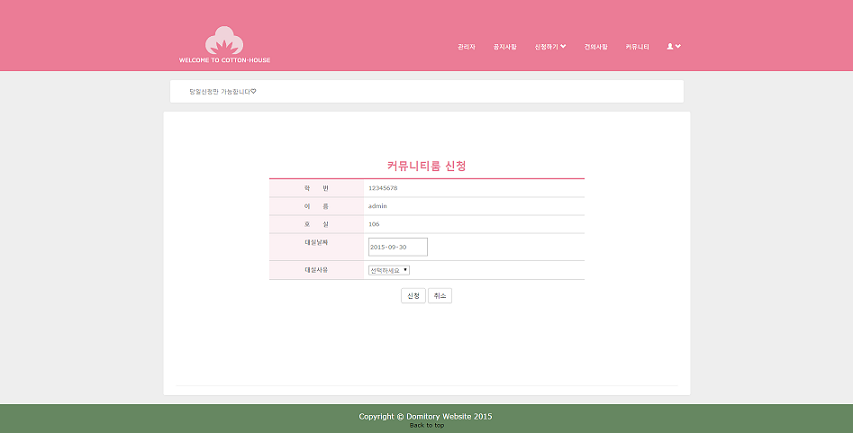 WELCOME TO COTTON-HOUSE
관리자 공지사항 신청하기 건의사항 커뮤니티
당일신청만 가능합니다♡
커뮤니티룸 신청
학 번 12345678
이 름 admin
호 실 106
대실날짜 2015-09-30
대실사유 선택하세요
신청 취소
Copyright © Domitory Website 2015
Back to top